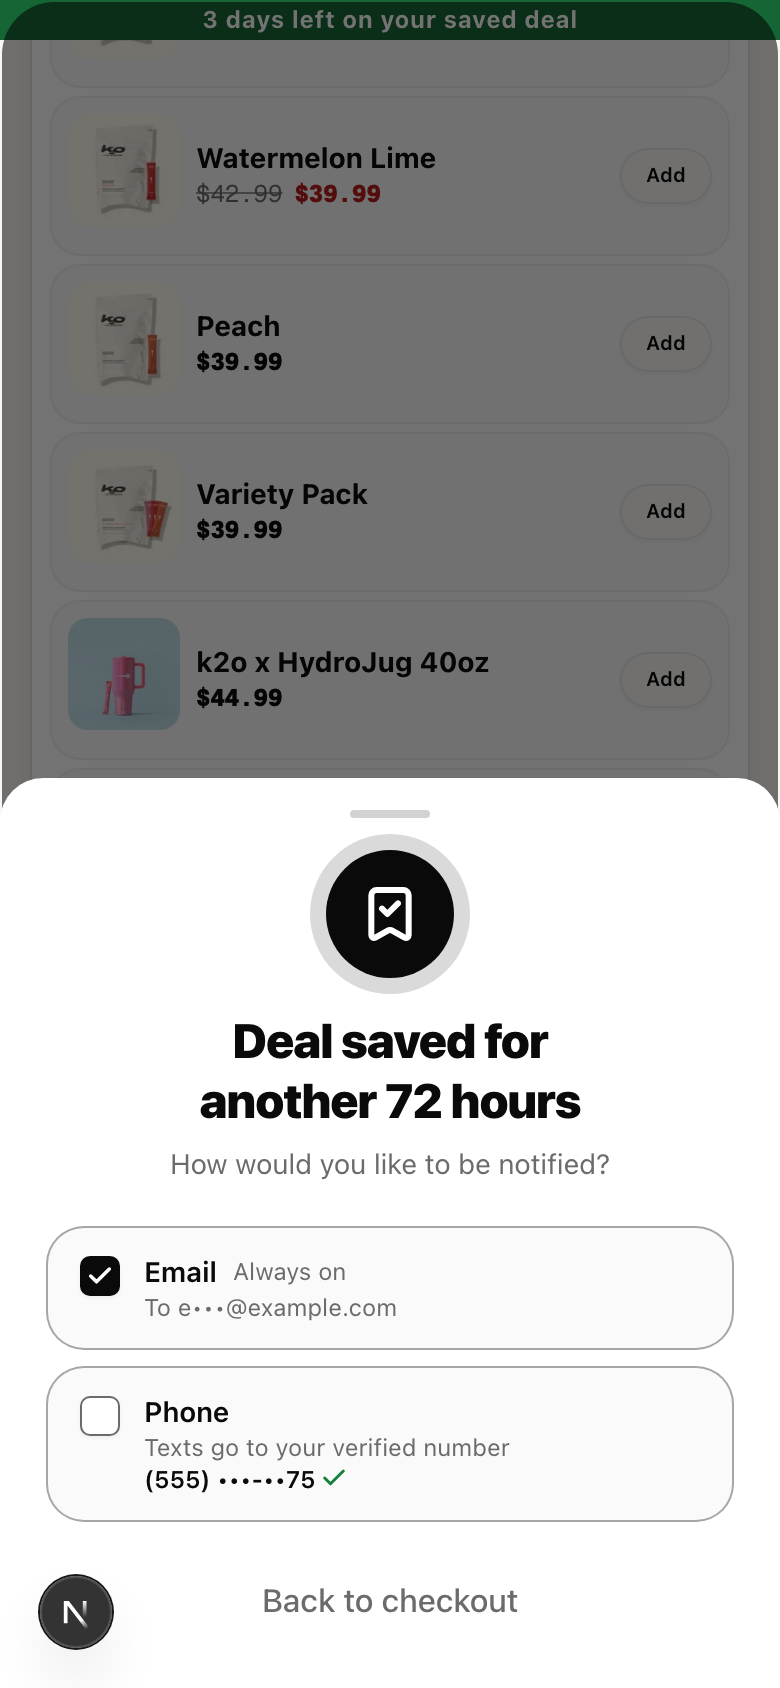 3 days left on your saved deal
Watermelon Lime
$42.99 $39.99
Add
Peach
$39.99
Add
Variety Pack
$39.99
Add
k2o x HydroJug 40oz
$44.99
Add
Deal saved for
another 72 hours
How would you like to be notified?
Email Always on
To e•••@example.com
Phone
Texts go to your verified number
(555) •••-••75
N
Back to checkout